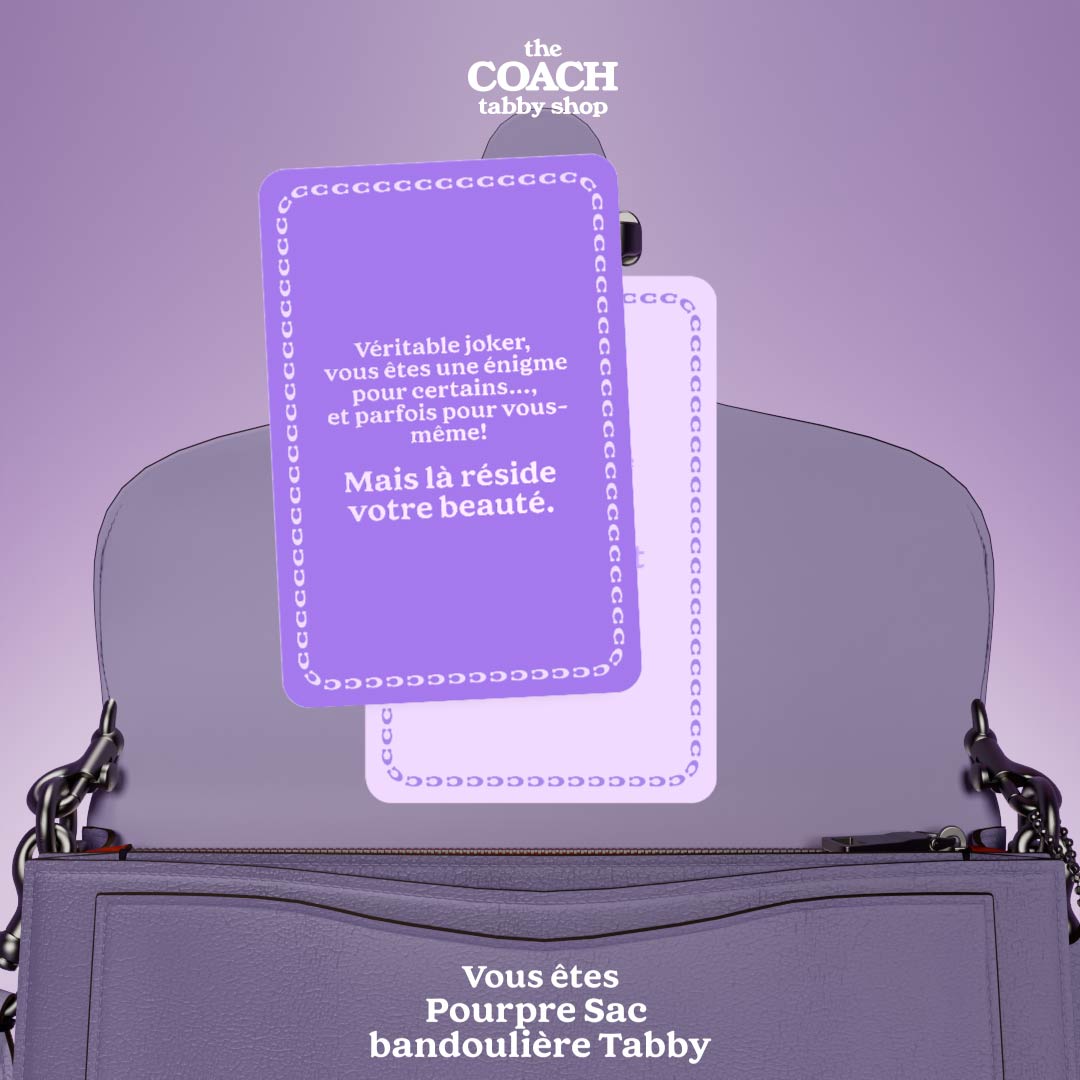 the
COACH
tabby shop
Véritable joker,
vous êtes une énigme
pour certains...,
et parfois pour vous-
même!
Mais là réside
votre beauté.
Vous êtes
Pourpre Sac
bandoulière Tabby